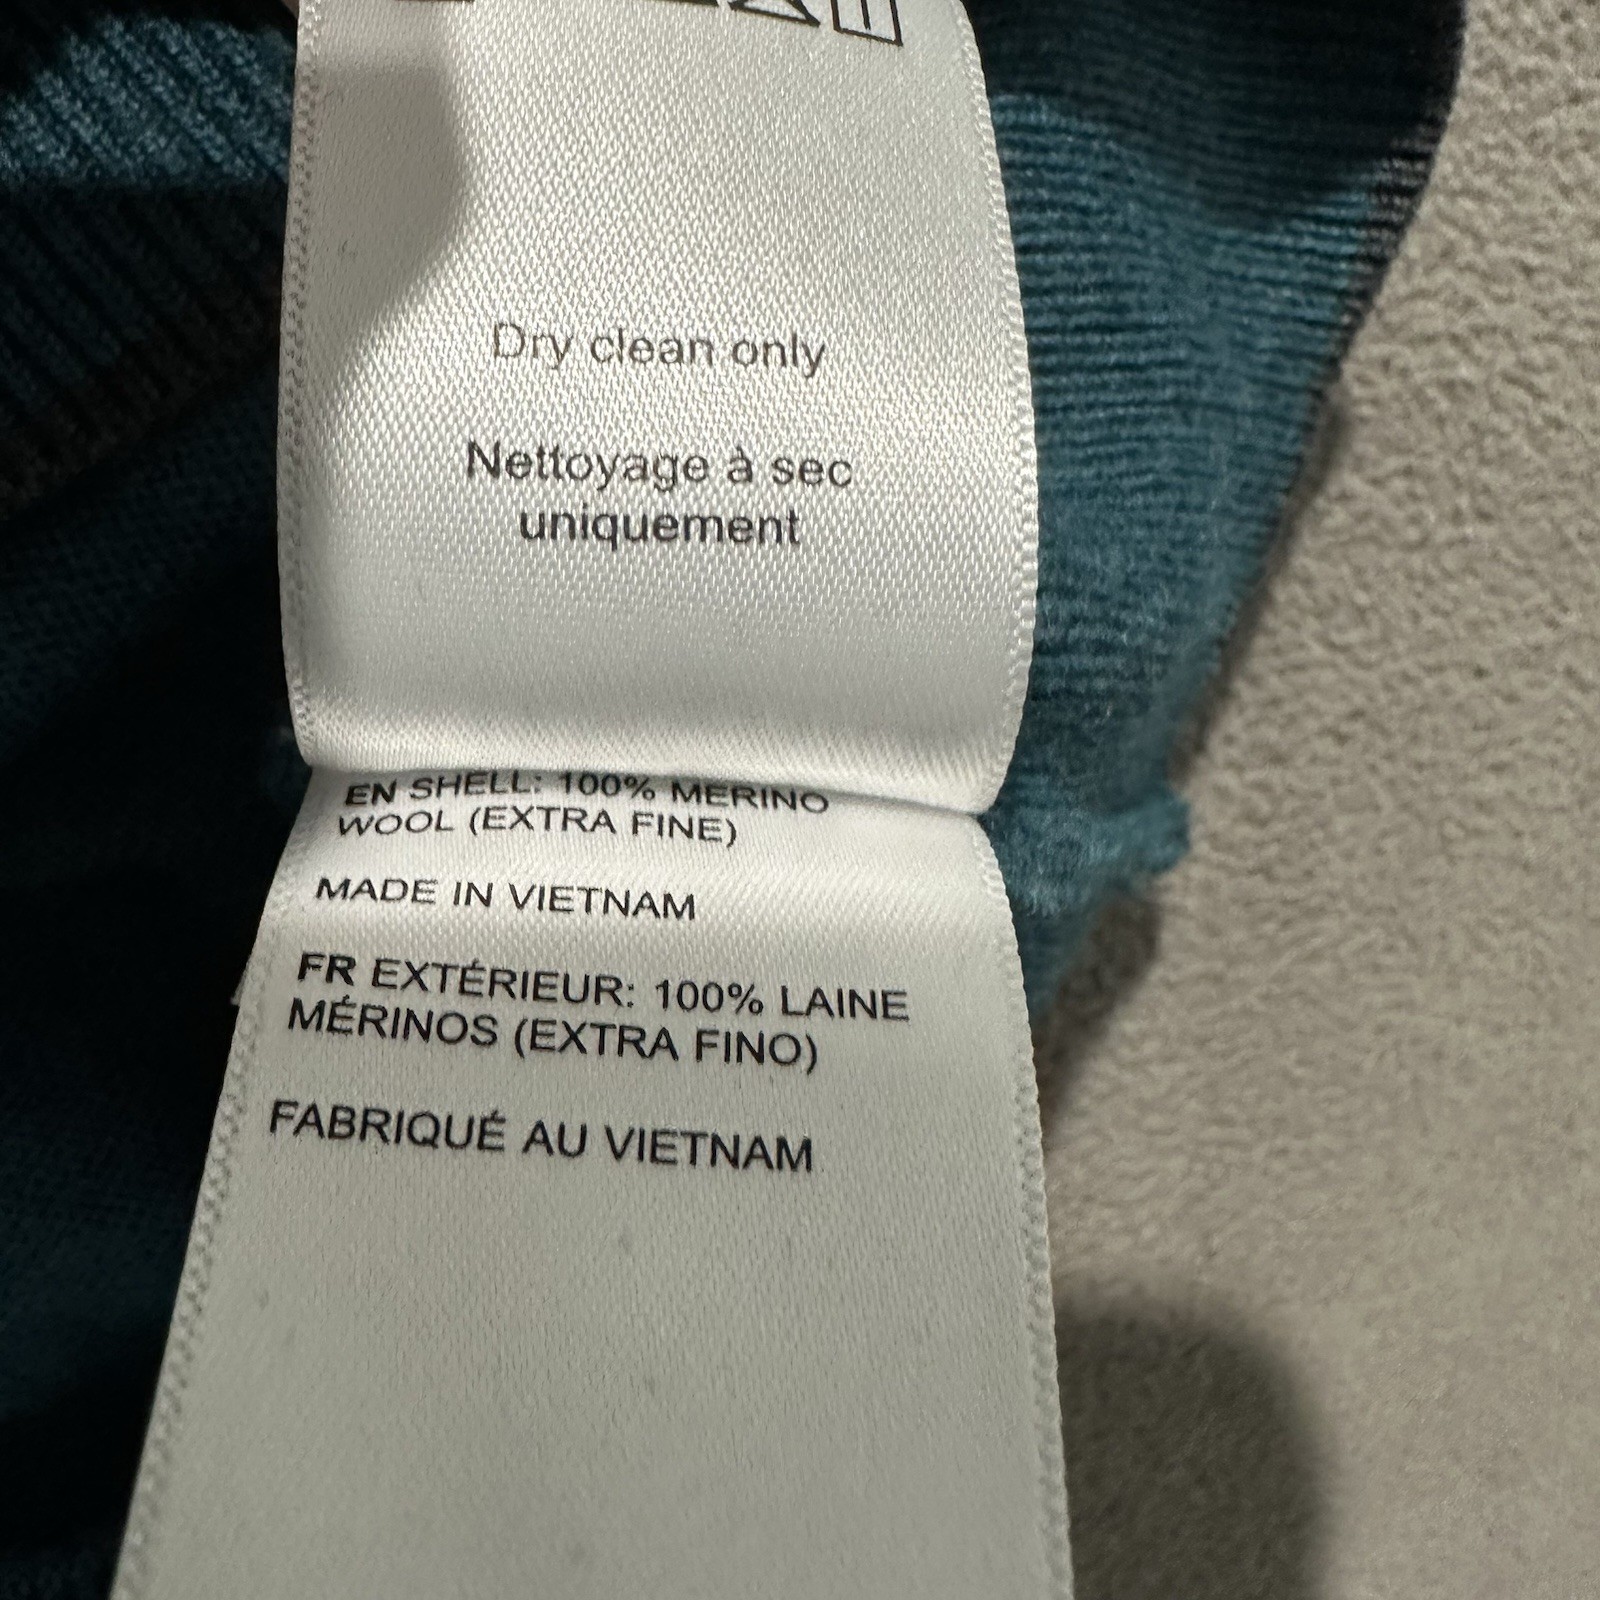 Dry clean only
Nettoyage à sec
uniquement
EN SHELL: 100% MERINO
WOOL (EXTRA FINE)
MADE IN VIETNAM
FR EXTÉRIEUR: 100% LAINE
MÉRINOS (EXTRA FINO)
FABRIQUÉ AU VIETNAM